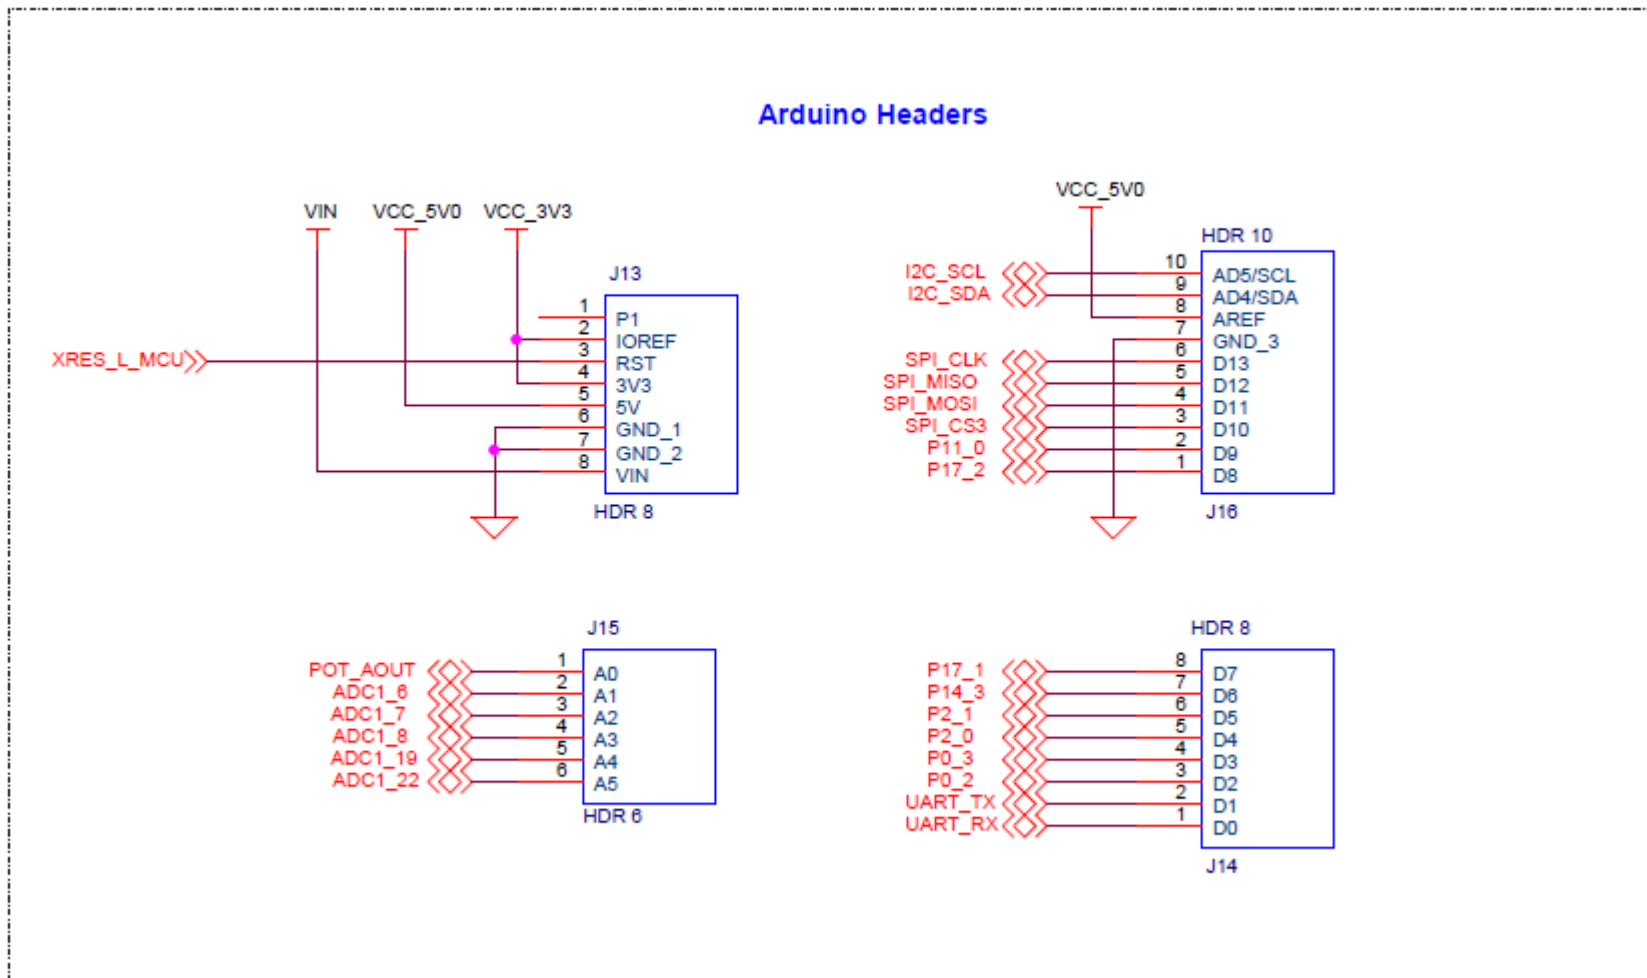 Arduino Headers
VIN VCC_5V0 VCC_3V3
J13
XRES_L_MCU
1 P1
2 IOREF
3 RST
4 3V3
5 5V
6 GND_1
7 GND_2
8 VIN
HDR 8
VCC_5V0
HDR 10
I2C_SCL 10 AD5/SCL
I2C_SDA 9 AD4/SDA
8 AREF
7 GND_3
SPI_CLK 6 D13
SPI_MISO 5 D12
SPI_MOSI 4 D11
SPI_CS3 3 D10
P11_0 2 D9
P17_2 1 D8
J16
J15
POT_AOUT 1 A0
ADC1_6 2 A1
ADC1_7 3 A2
ADC1_8 4 A3
ADC1_19 5 A4
ADC1_22 6 A5
HDR 6
HDR 8
P17_1 8 D7
P14_3 7 D6
P2_1 6 D5
P2_0 5 D4
P0_3 4 D3
P0_2 3 D2
UART_TX 2 D1
UART_RX 1 D0
J14